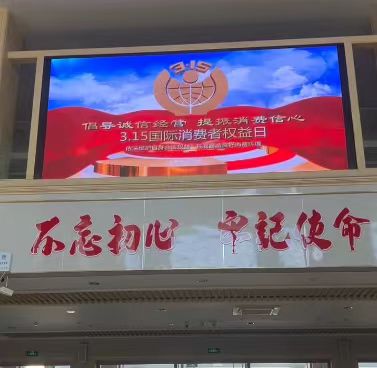 3.15
倡导诚信经营 提振消费信心
3.15国际消费者权益日
不忘初心 牢记使命